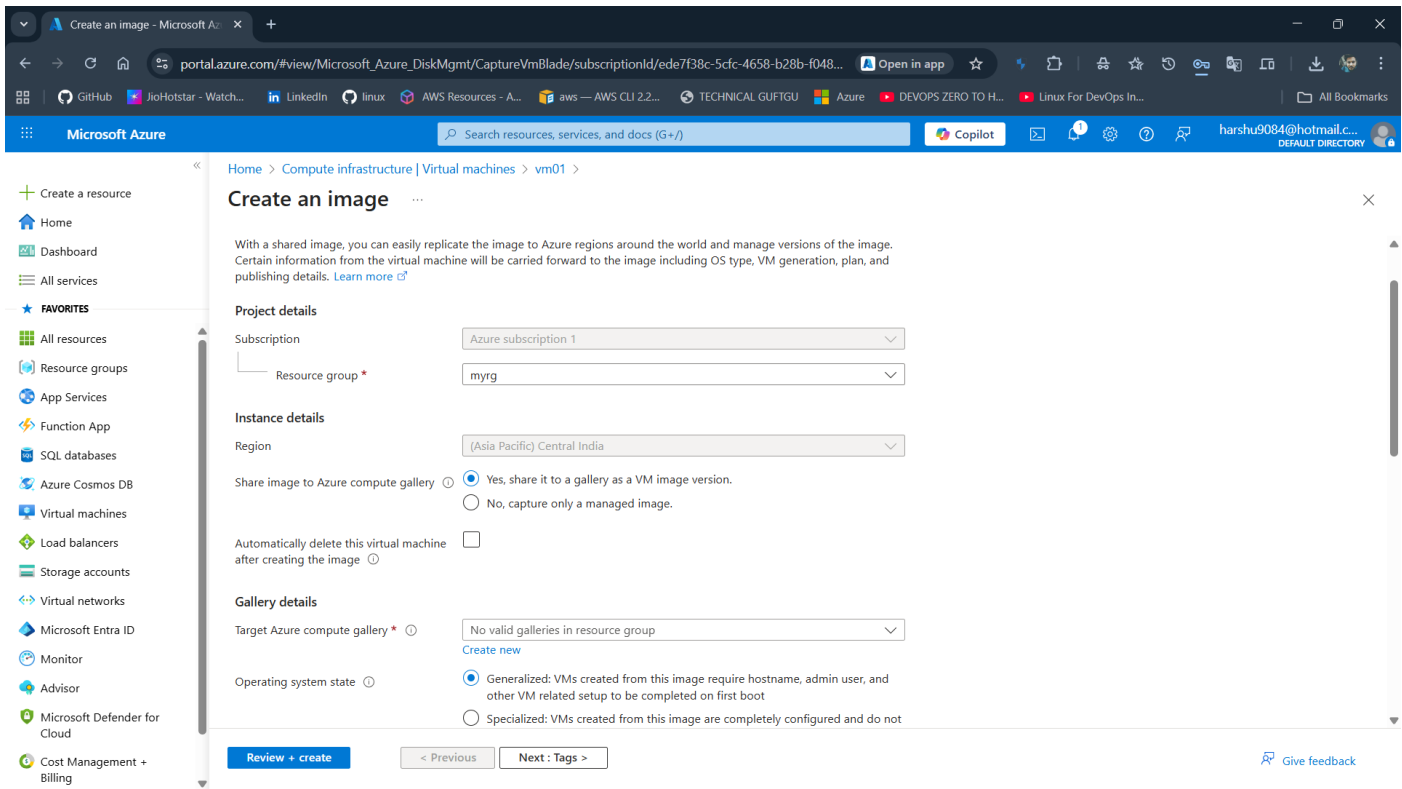 Create an image - Microsoft Az
portal.azure.com/#view/Microsoft_Azure_DiskMgmt/CaptureVmBlade/subscriptionId/ede7f38c-5cfc-4658-b28b-f048...
Open in app
GitHub
JioHotstar - Watch...
LinkedIn
linux
AWS Resources - A...
aws — AWS CLI 2.2...
TECHNICAL GUFTGU
Azure
DEVOPS ZERO TO H...
Linux For DevOps In...
All Bookmarks
Microsoft Azure
Search resources, services, and docs (G+/)
Copilot
1
harshu9084@hotmail.c...
DEFAULT DIRECTORY
Create a resource
Home
Dashboard
All services
FAVORITES
All resources
Resource groups
App Services
Function App
SQL databases
Azure Cosmos DB
Virtual machines
Load balancers
Storage accounts
Virtual networks
Microsoft Entra ID
Monitor
Advisor
Microsoft Defender for
Cloud
Cost Management +
Billing
Home > Compute infrastructure | Virtual machines > vm01 >
Create an image ...
With a shared image, you can easily replicate the image to Azure regions around the world and manage versions of the image.
Certain information from the virtual machine will be carried forward to the image including OS type, VM generation, plan, and
publishing details. Learn more
Project details
Subscription
Azure subscription 1
Resource group *
myrg
Instance details
Region
(Asia Pacific) Central India
Share image to Azure compute gallery
Yes, share it to a gallery as a VM image version.
No, capture only a managed image.
Automatically delete this virtual machine
after creating the image
Gallery details
Target Azure compute gallery *
No valid galleries in resource group
Create new
Operating system state
Generalized: VMs created from this image require hostname, admin user, and
other VM related setup to be completed on first boot
Specialized: VMs created from this image are completely configured and do not
Review + create
< Previous
Next : Tags >
Give feedback